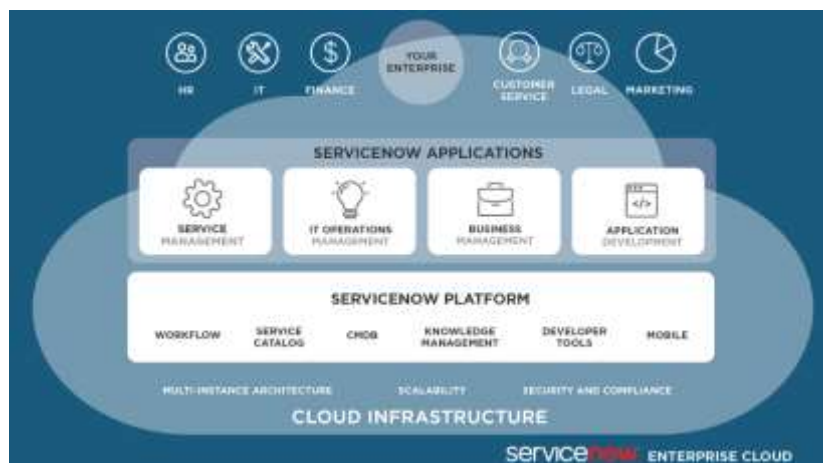 YOUR
ENTERPRISE
HR
IT
FINANCE
CUSTOMER
SERVICE
LEGAL
MARKETING
SERVICENOW APPLICATIONS
SERVICE
MANAGEMENT
IT OPERATIONS
MANAGEMENT
BUSINESS
MANAGEMENT
APPLICATION
DEVELOPMENT
SERVICENOW PLATFORM
WORKFLOW
SERVICE
CATALOG
CMDB
KNOWLEDGE
MANAGEMENT
DEVELOPER
TOOLS
MOBILE
MULTI-INSTANCE ARCHITECTURE
SCALABILITY
SECURITY AND COMPLIANCE
CLOUD INFRASTRUCTURE
servicenow ENTERPRISE CLOUD